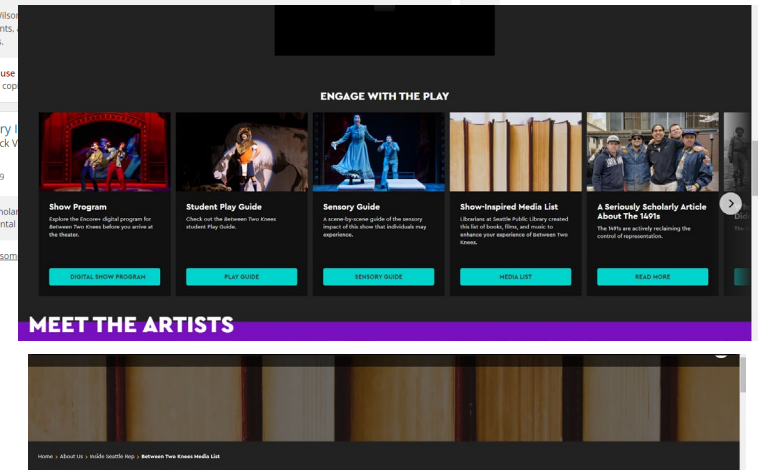 ENGAGE WITH THE PLAY
Show Program
Explore the Encore+ digital program for
Between Two Knees before you arrive at
the theater.
DIGITAL SHOW PROGRAM
Student Play Guide
Check out the Between Two Knees
student Play Guide.
PLAY GUIDE
Sensory Guide
A scene-by-scene guide of the sensory
impact of this show that individuals may
experience.
SENSORY GUIDE
Show-Inspired Media List
Librarians at Seattle Public Library created
this list of books, films, and music to
enhance your experience of Between Two
Knees.
MEDIA LIST
A Seriously Scholarly Article
About The 1491s
The 1491s are actively reclaiming the
control of representation.
READ MORE
MEET THE ARTISTS
Home › About Us › Inside Seattle Rep › Between Two Knees Media List